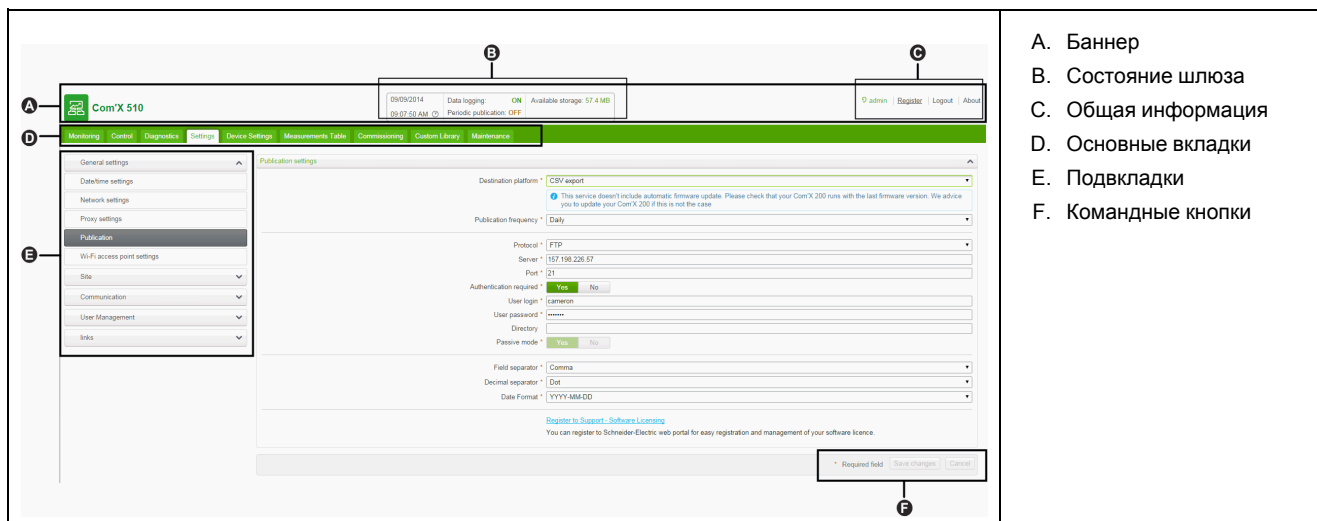 B
C
A
Com'X 510
09/09/2014 Data logging: ON Available storage: 57.4 MB
09:07:50 AM Periodic publication: OFF
admin Register Logout About
D
Monitoring Control Diagnostics Settings Device Settings Measurements Table Commissioning Custom Library Maintenance
E
General settings
Date/time settings
Network settings
Proxy settings
Publication
Wi-Fi access point settings
Site
Communication
User Management
links
Publication settings
Destination platform * CSV export
This service doesn't include automatic firmware update. Please check that your Com'X 200 runs with the last firmware version. We advice
you to update your Com'X 200 if this is not the case
Publication frequency * Daily
Protocol * FTP
Server * 157.198.226.57
Port * 21
Authentication required * Yes No
User login * cameron
User password * •••••••
Directory
Passive mode * Yes No
Field separator * Comma
Decimal separator * Dot
Date Format * YYYY-MM-DD
Register to Support - Software Licensing
You can register to Schneider-Electric web portal for easy registration and management of your software licence.
* Required field Save changes Cancel
F
A. Баннер
B. Состояние шлюза
C. Общая информация
D. Основные вкладки
E. Подвкладки
F. Командные кнопки